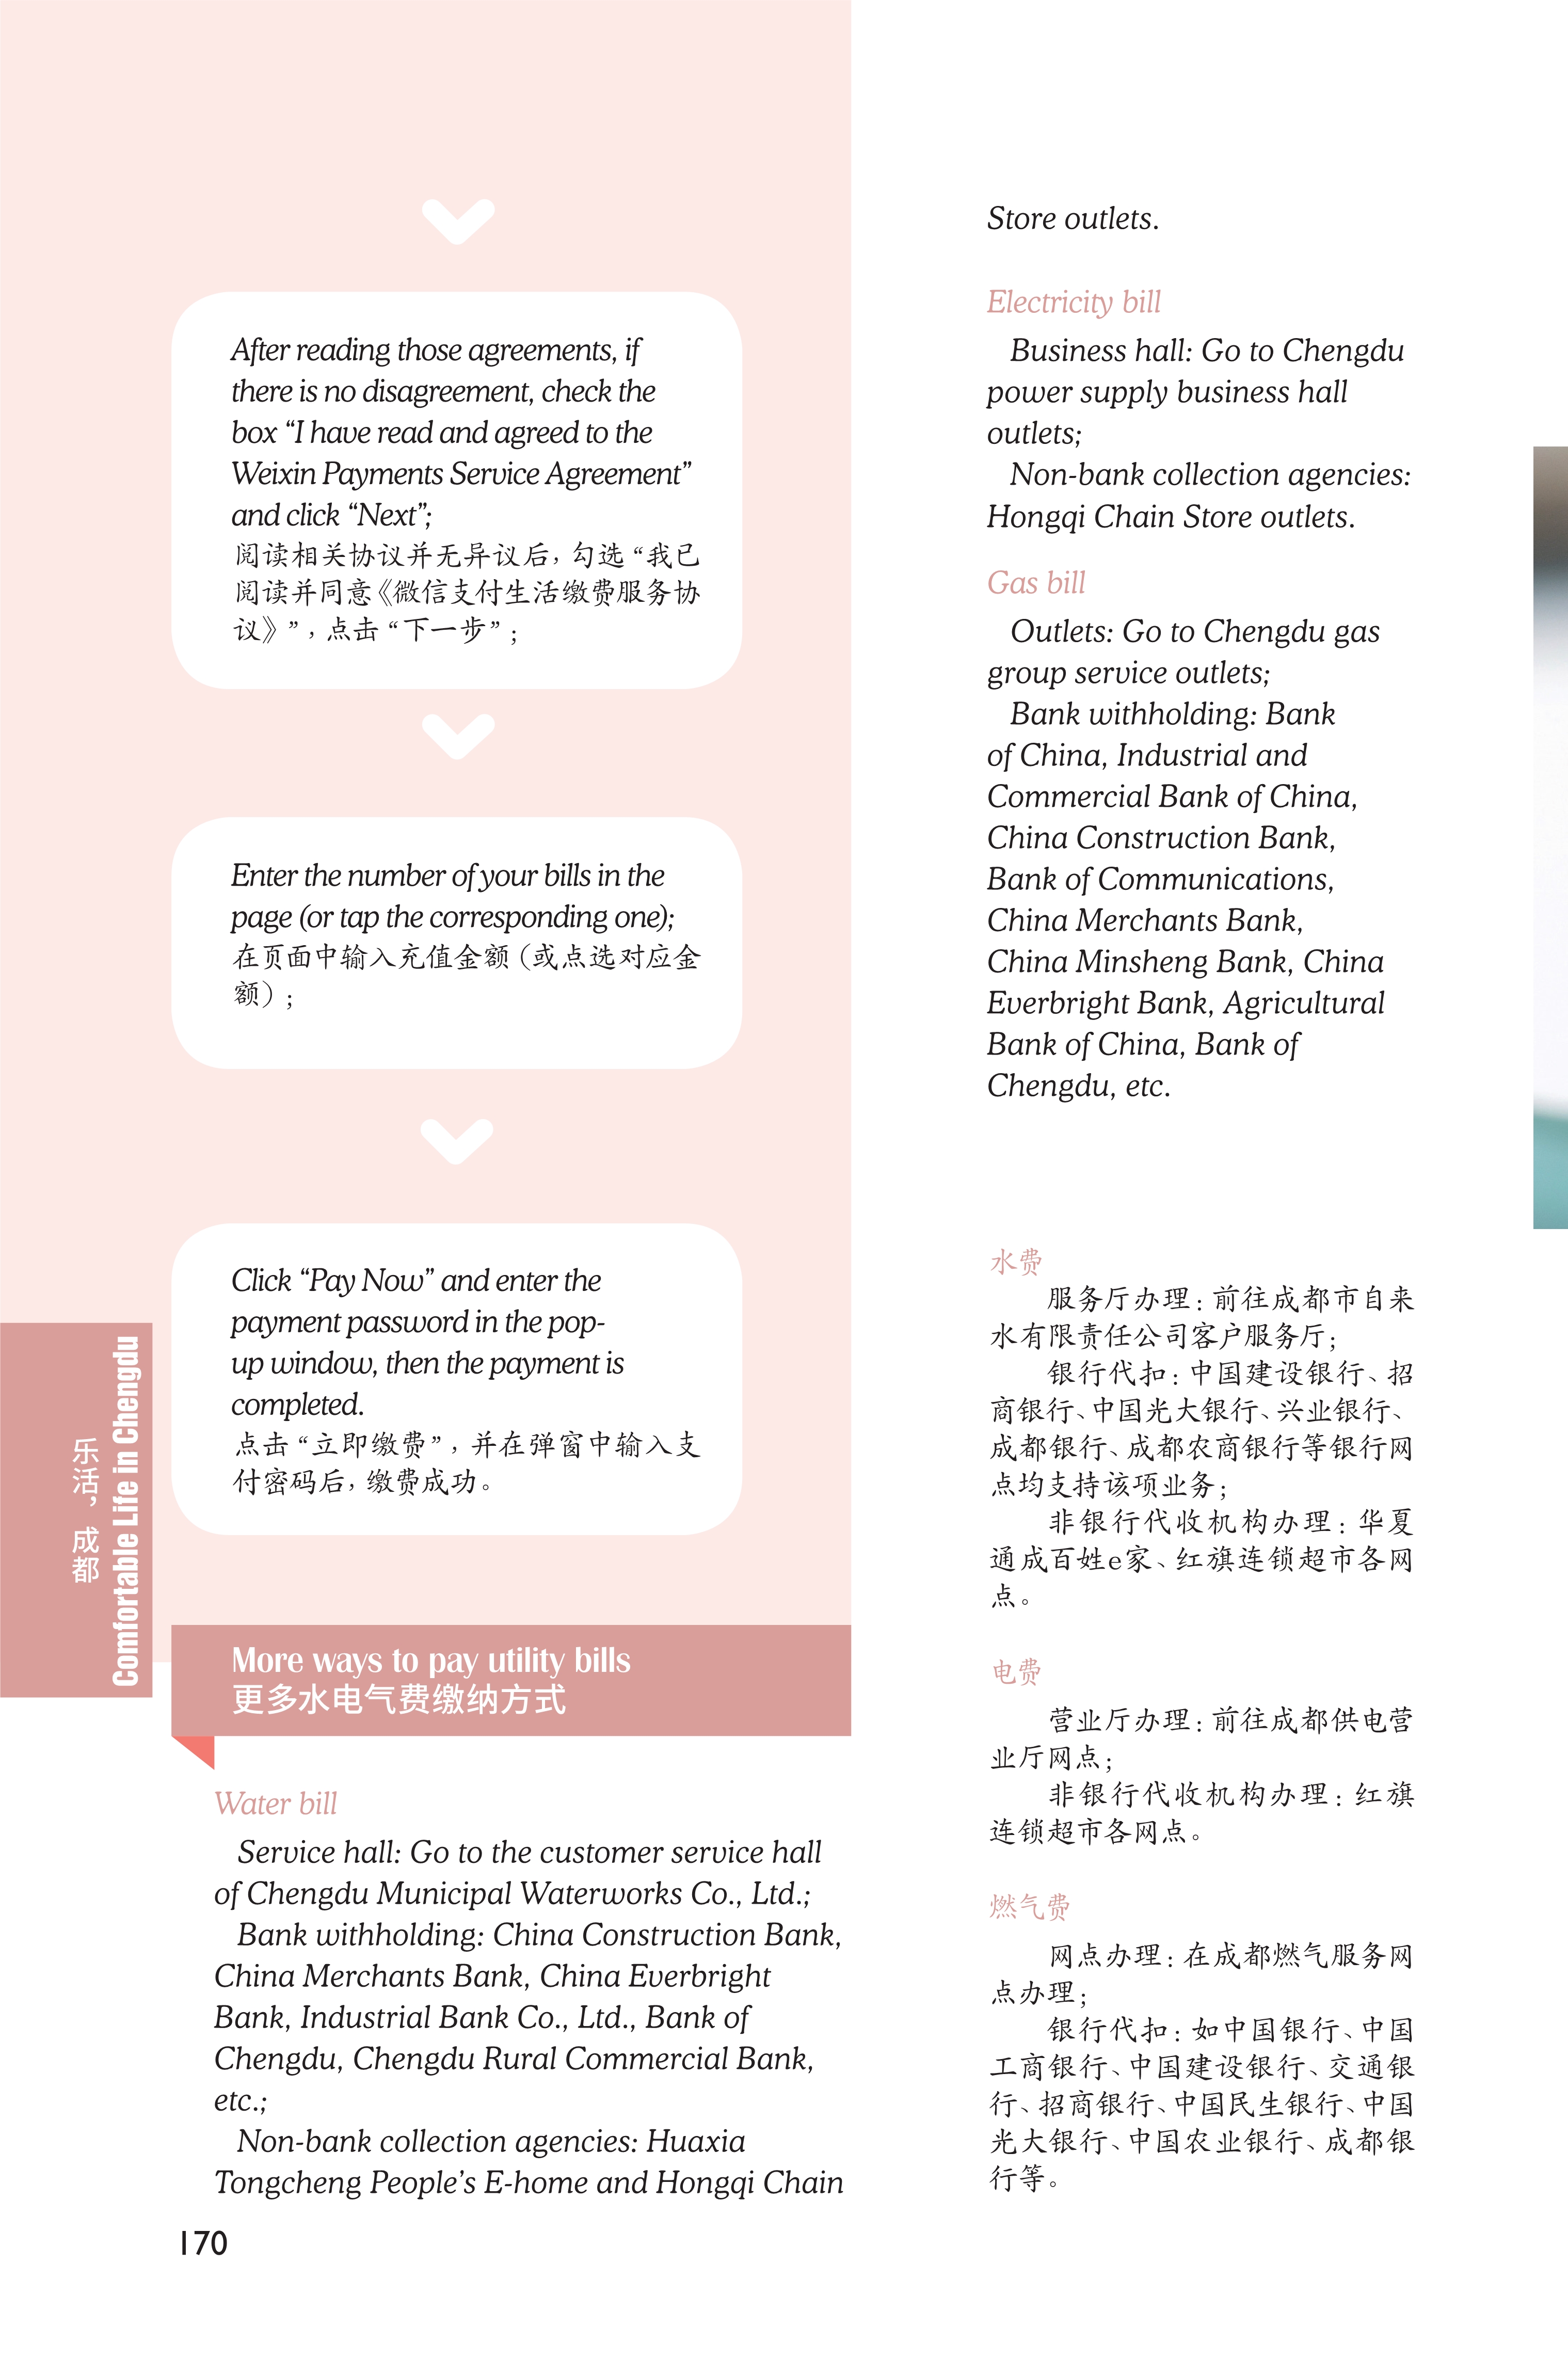 After reading those agreements, if
there is no disagreement, check the
box “I have read and agreed to the
Weixin Payments Service Agreement”
and click “Next”;
阅读相关协议并无异议后，勾选“我已
阅读并同意《微信支付生活缴费服务协
议》”，点击“下一步”；
Enter the number of your bills in the
page (or tap the corresponding one);
在页面中输入充值金额（或点选对应金
额）；
Click “Pay Now” and enter the
payment password in the pop-
up window, then the payment is
completed.
点击“立即缴费”，并在弹窗中输入支
付密码后，缴费成功。
乐活，成都
Comfortable Life in Chengdu
More ways to pay utility bills
更多水电气费缴纳方式
Water bill
Service hall: Go to the customer service hall
of Chengdu Municipal Waterworks Co., Ltd.;
Bank withholding: China Construction Bank,
China Merchants Bank, China Everbright
Bank, Industrial Bank Co., Ltd., Bank of
Chengdu, Chengdu Rural Commercial Bank,
etc.;
Non-bank collection agencies: Huaxia
Tongcheng People’s E-home and Hongqi Chain
Store outlets.
Electricity bill
Business hall: Go to Chengdu
power supply business hall
outlets;
Non-bank collection agencies:
Hongqi Chain Store outlets.
Gas bill
Outlets: Go to Chengdu gas
group service outlets;
Bank withholding: Bank
of China, Industrial and
Commercial Bank of China,
China Construction Bank,
Bank of Communications,
China Merchants Bank,
China Minsheng Bank, China
Everbright Bank, Agricultural
Bank of China, Bank of
Chengdu, etc.
水费
服务厅办理：前往成都市自来
水有限责任公司客户服务厅；
银行代扣：中国建设银行、招
商银行、中国光大银行、兴业银行、
成都银行、成都农商银行等银行网
点均支持该项业务；
非银行代收机构办理：华夏
通成百姓e家、红旗连锁超市各网
点。
电费
营业厅办理：前往成都供电营
业厅网点；
非银行代收机构办理：红旗
连锁超市各网点。
燃气费
网点办理：在成都燃气服务网
点办理；
银行代扣：如中国银行、中国
工商银行、中国建设银行、交通银
行、招商银行、中国民生银行、中国
光大银行、中国农业银行、成都银
行等。
170